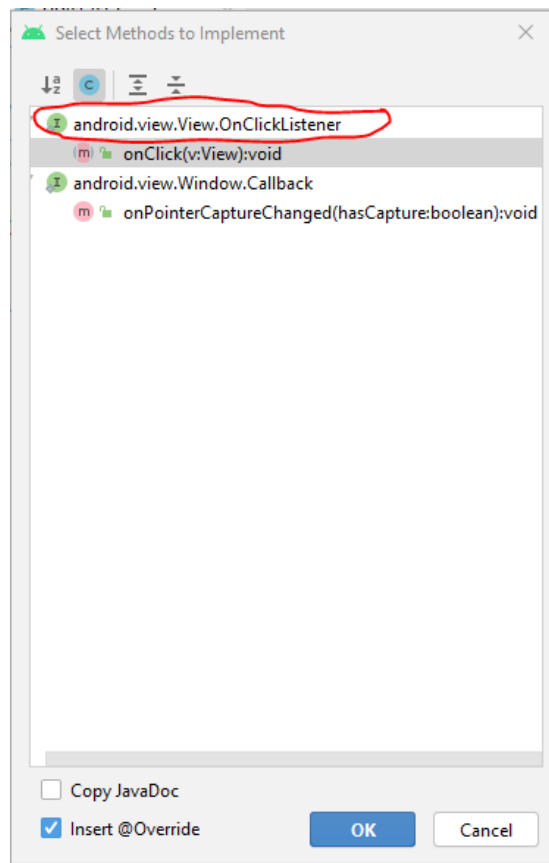 Select Methods to Implement
android.view.View.OnClickListener
onClick(v:View):void
android.view.Window.Callback
onPointerCaptureChanged(hasCapture:boolean):void
Copy JavaDoc
Insert @Override
OK
Cancel